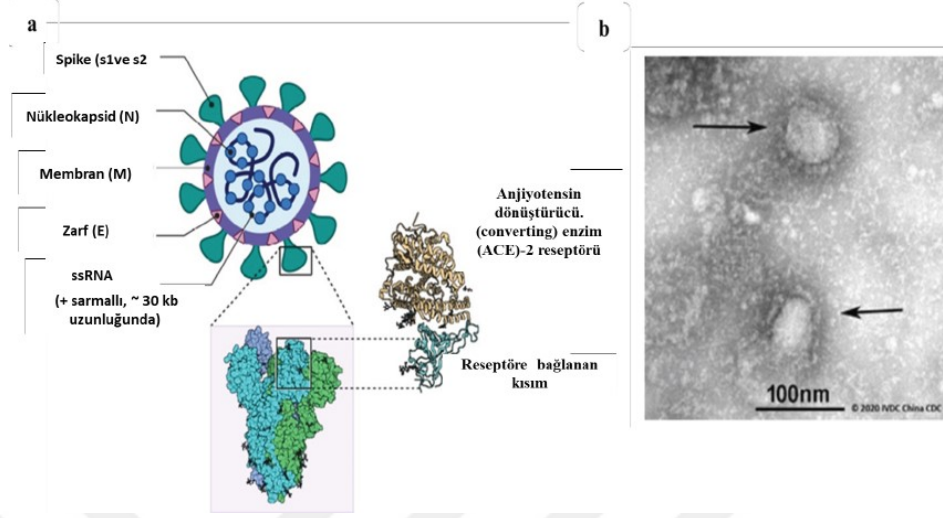 a
Spike (s1ve s2
Nükleokapsid (N)
Membran (M)
Zarf (E)
ssRNA
(+ sarmallı, ~ 30 kb
uzunluğunda)
Anjiyotensin
dönüştürücü.
(converting) enzim
(ACE)-2 reseptörü
Reseptöre bağlanan
kısım
b
100nm
© 2020 IVDC China CDC